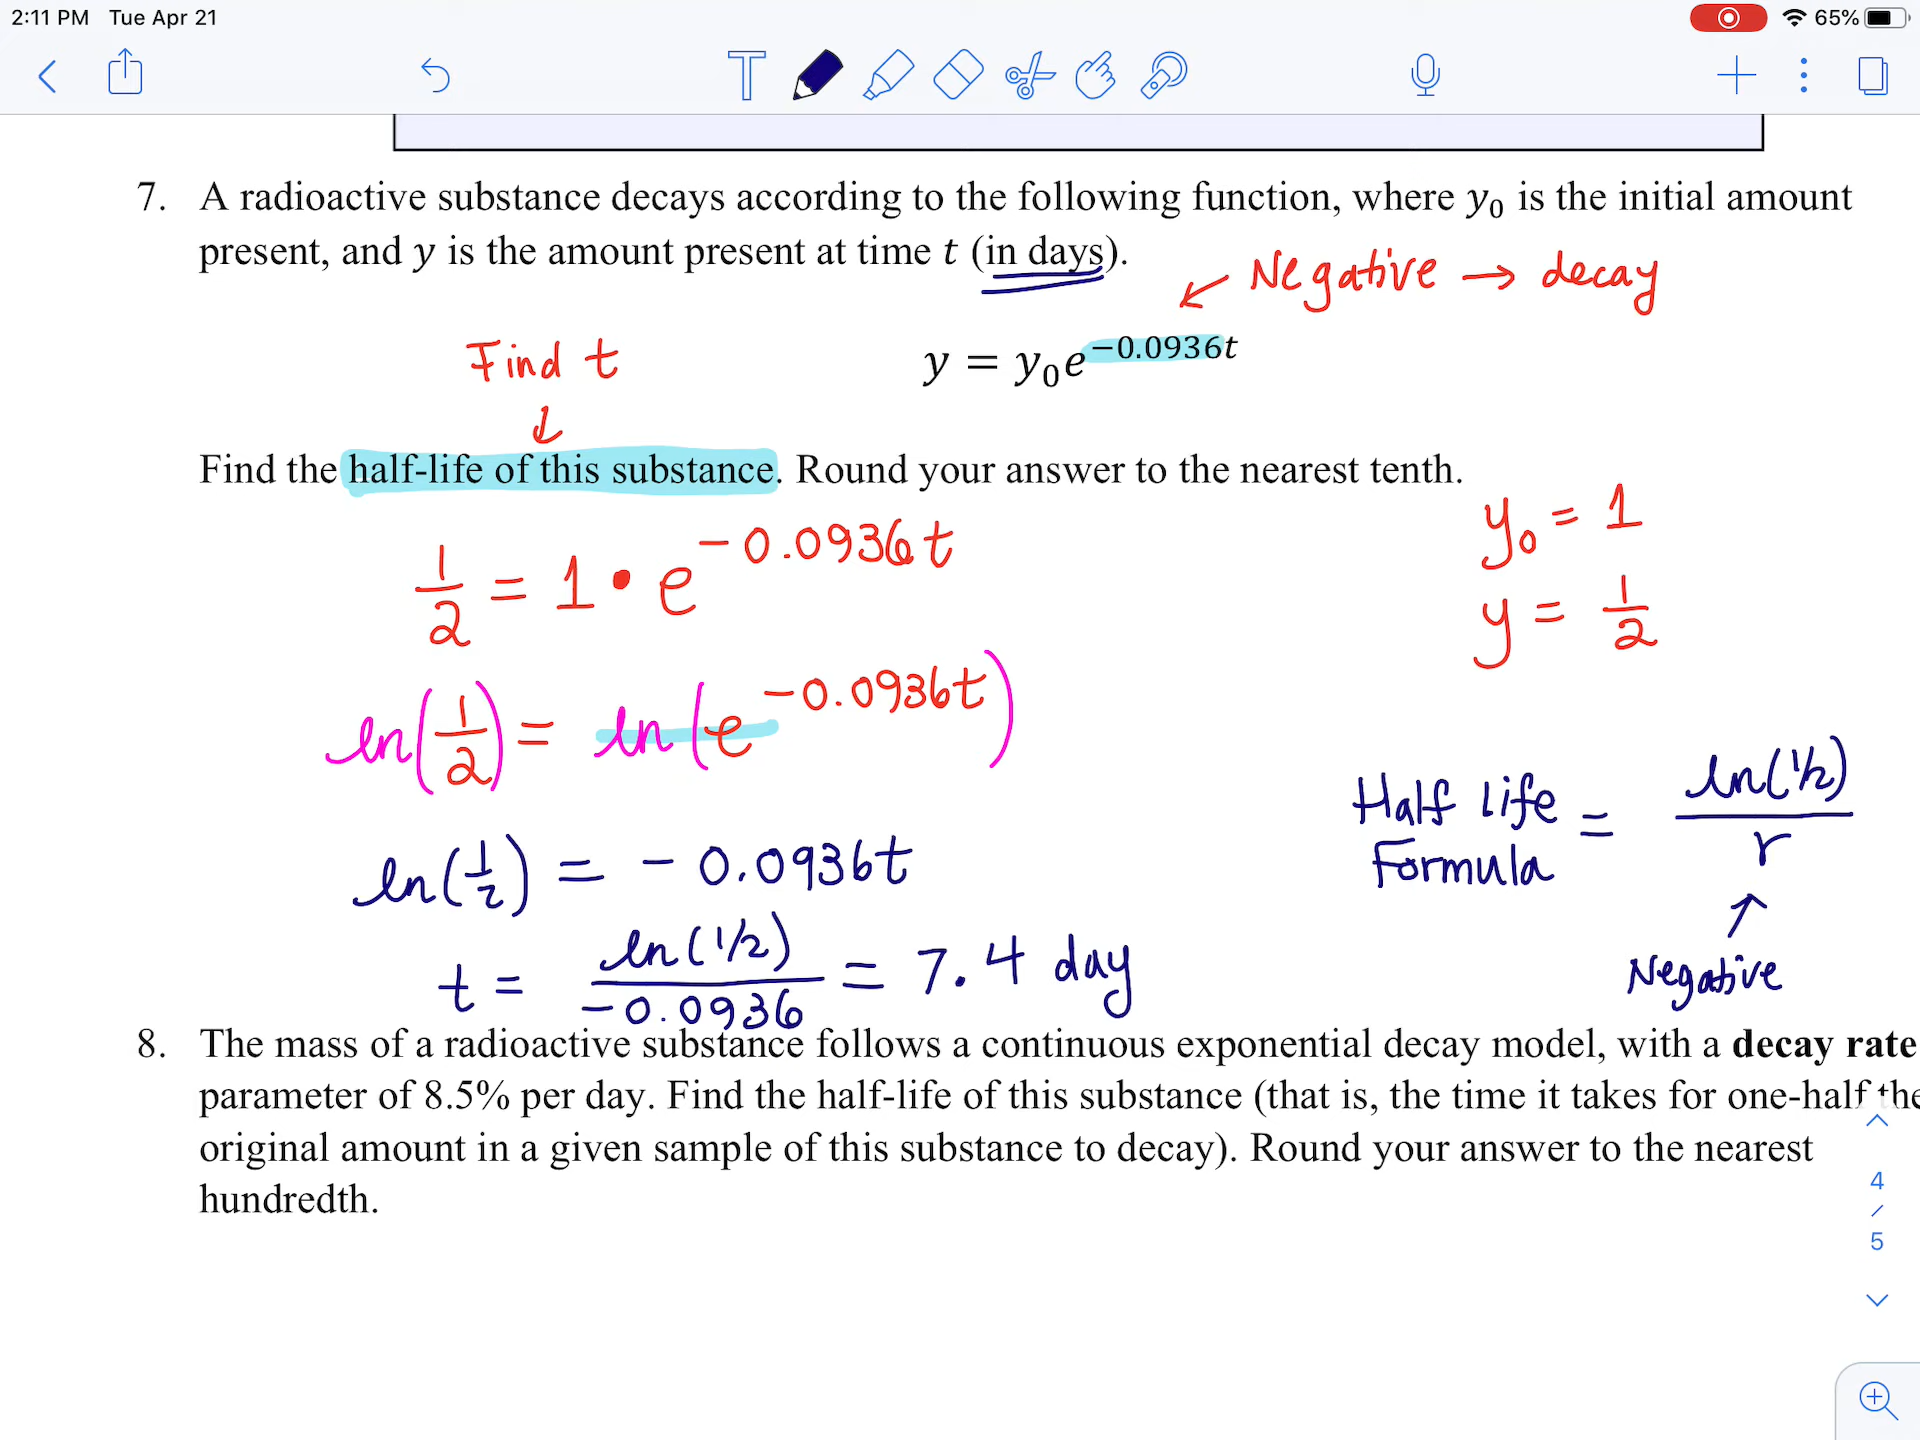 2:11 PM Tue Apr 21 65%
7. A radioactive substance decays according to the following function, where y₀ is the initial amount
present, and y is the amount present at time t (in days).
Negative → decay
Find t
y = y₀e^−0.0936t
Find the half-life of this substance. Round your answer to the nearest tenth.
y₀ = 1
1/2 = 1 • e^−0.0936t
y = 1/2
ln(1/2) = ln(e^−0.0936t)
Half life Formula = ln(1/2)/r
ln(1/2) = −0.0936t
Negative
t = ln(1/2)/−0.0936 = 7.4 day
8. The mass of a radioactive substance follows a continuous exponential decay model, with a decay rate
parameter of 8.5% per day. Find the half-life of this substance (that is, the time it takes for one-half the
original amount in a given sample of this substance to decay). Round your answer to the nearest
hundredth.
4
/
5